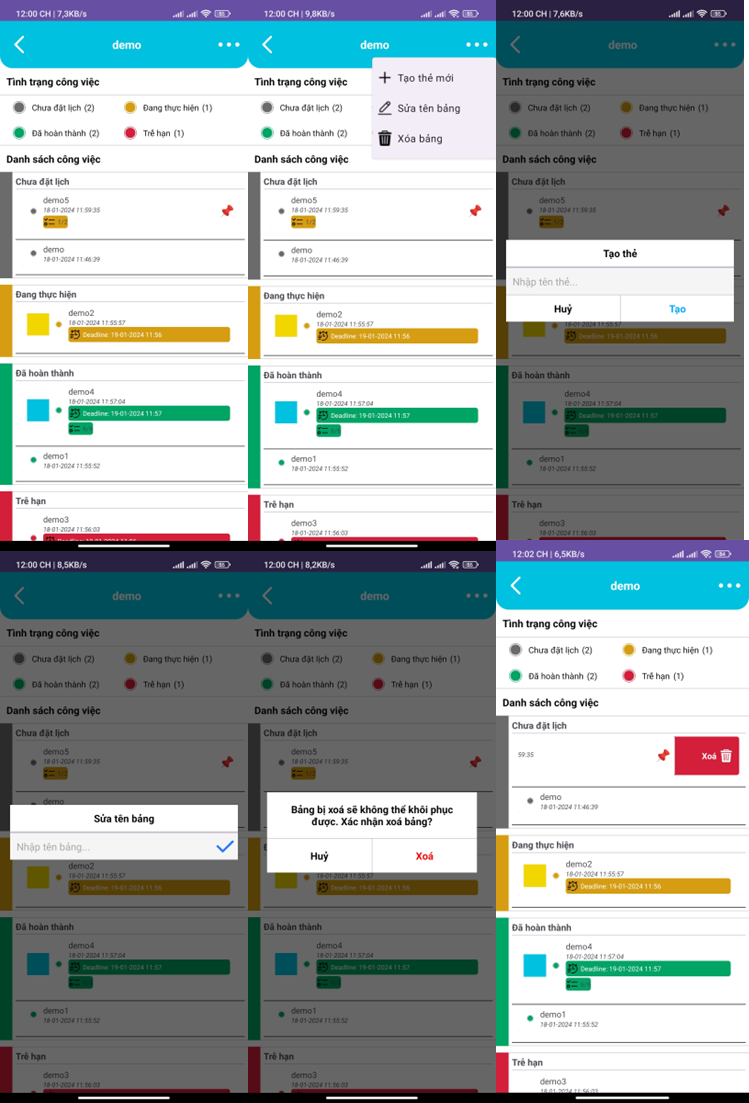 12:00 CH | 7,3KB/s
demo
Tình trạng công việc
Chưa đặt lịch (2)
Đang thực hiện (1)
Đã hoàn thành (2)
Trễ hạn (1)
Danh sách công việc
Chưa đặt lịch
demo5
18-01-2024 11:59:35
1/2
demo
18-01-2024 11:46:39
Đang thực hiện
demo2
18-01-2024 11:55:57
Deadline: 19-01-2024 11:56
Đã hoàn thành
demo4
18-01-2024 11:57:04
Deadline: 19-01-2024 11:57
demo1
18-01-2024 11:55:52
Trễ hạn
demo3
18-01-2024 11:56:03
12:00 CH | 9,8KB/s
demo
Tạo thẻ mới
Sửa tên bảng
Xóa bảng
Tình trạng công việc
Chưa đặt lịch (2)
Đã hoàn thành (2)
Danh sách công việc
Chưa đặt lịch
demo5
18-01-2024 11:59:35
1/2
demo
18-01-2024 11:46:39
Đang thực hiện
demo2
18-01-2024 11:55:57
Deadline: 19-01-2024 11:56
Đã hoàn thành
demo4
18-01-2024 11:57:04
Deadline: 19-01-2024 11:57
demo1
18-01-2024 11:55:52
Trễ hạn
demo3
18-01-2024 11:56:03
12:00 CH | 7,6KB/s
demo
Tình trạng công việc
Chưa đặt lịch (2)
Đang thực hiện (1)
Đã hoàn thành (2)
Trễ hạn (1)
Danh sách công việc
Chưa đặt lịch
demo5
18-01-2024 11:59:35
1/2
Tạo thẻ
Nhập tên thẻ...
Huỷ
Tạo
Deadline: 19-01-2024 11:56
Đã hoàn thành
demo4
18-01-2024 11:57:04
Deadline: 19-01-2024 11:57
demo1
18-01-2024 11:55:52
Trễ hạn
demo3
18-01-2024 11:56:03
12:00 CH | 8,5KB/s
demo
Tình trạng công việc
Chưa đặt lịch (2)
Đang thực hiện (1)
Đã hoàn thành (2)
Trễ hạn (1)
Danh sách công việc
Chưa đặt lịch
demo5
18-01-2024 11:59:35
1/2
demo
Sửa tên bảng
Nhập tên bảng...
demo2
18-01-2024 11:55:57
Deadline: 19-01-2024 11:56
Đã hoàn thành
demo4
18-01-2024 11:57:04
Deadline: 19-01-2024 11:57
demo1
18-01-2024 11:55:52
Trễ hạn
demo3
18-01-2024 11:56:03
12:00 CH | 8,2KB/s
demo
Tình trạng công việc
Chưa đặt lịch (2)
Đang thực hiện (1)
Đã hoàn thành (2)
Trễ hạn (1)
Danh sách công việc
Chưa đặt lịch
demo5
18-01-2024 11:59:35
1/2
Bảng bị xoá sẽ không thể khôi phục
được. Xác nhận xoá bảng?
Huỷ
Xoá
Deadline: 19-01-2024 11:56
Đã hoàn thành
demo4
18-01-2024 11:57:04
Deadline: 19-01-2024 11:57
demo1
18-01-2024 11:55:52
Trễ hạn
demo3
18-01-2024 11:56:03
12:02 CH | 6,5KB/s
demo
Tình trạng công việc
Chưa đặt lịch (2)
Đang thực hiện (1)
Đã hoàn thành (2)
Trễ hạn (1)
Danh sách công việc
Chưa đặt lịch
59:35
Xoá
demo
18-01-2024 11:46:39
Đang thực hiện
demo2
18-01-2024 11:55:57
Deadline: 19-01-2024 11:56
Đã hoàn thành
demo4
18-01-2024 11:57:04
Deadline: 19-01-2024 11:57
demo1
18-01-2024 11:55:52
Trễ hạn
demo3